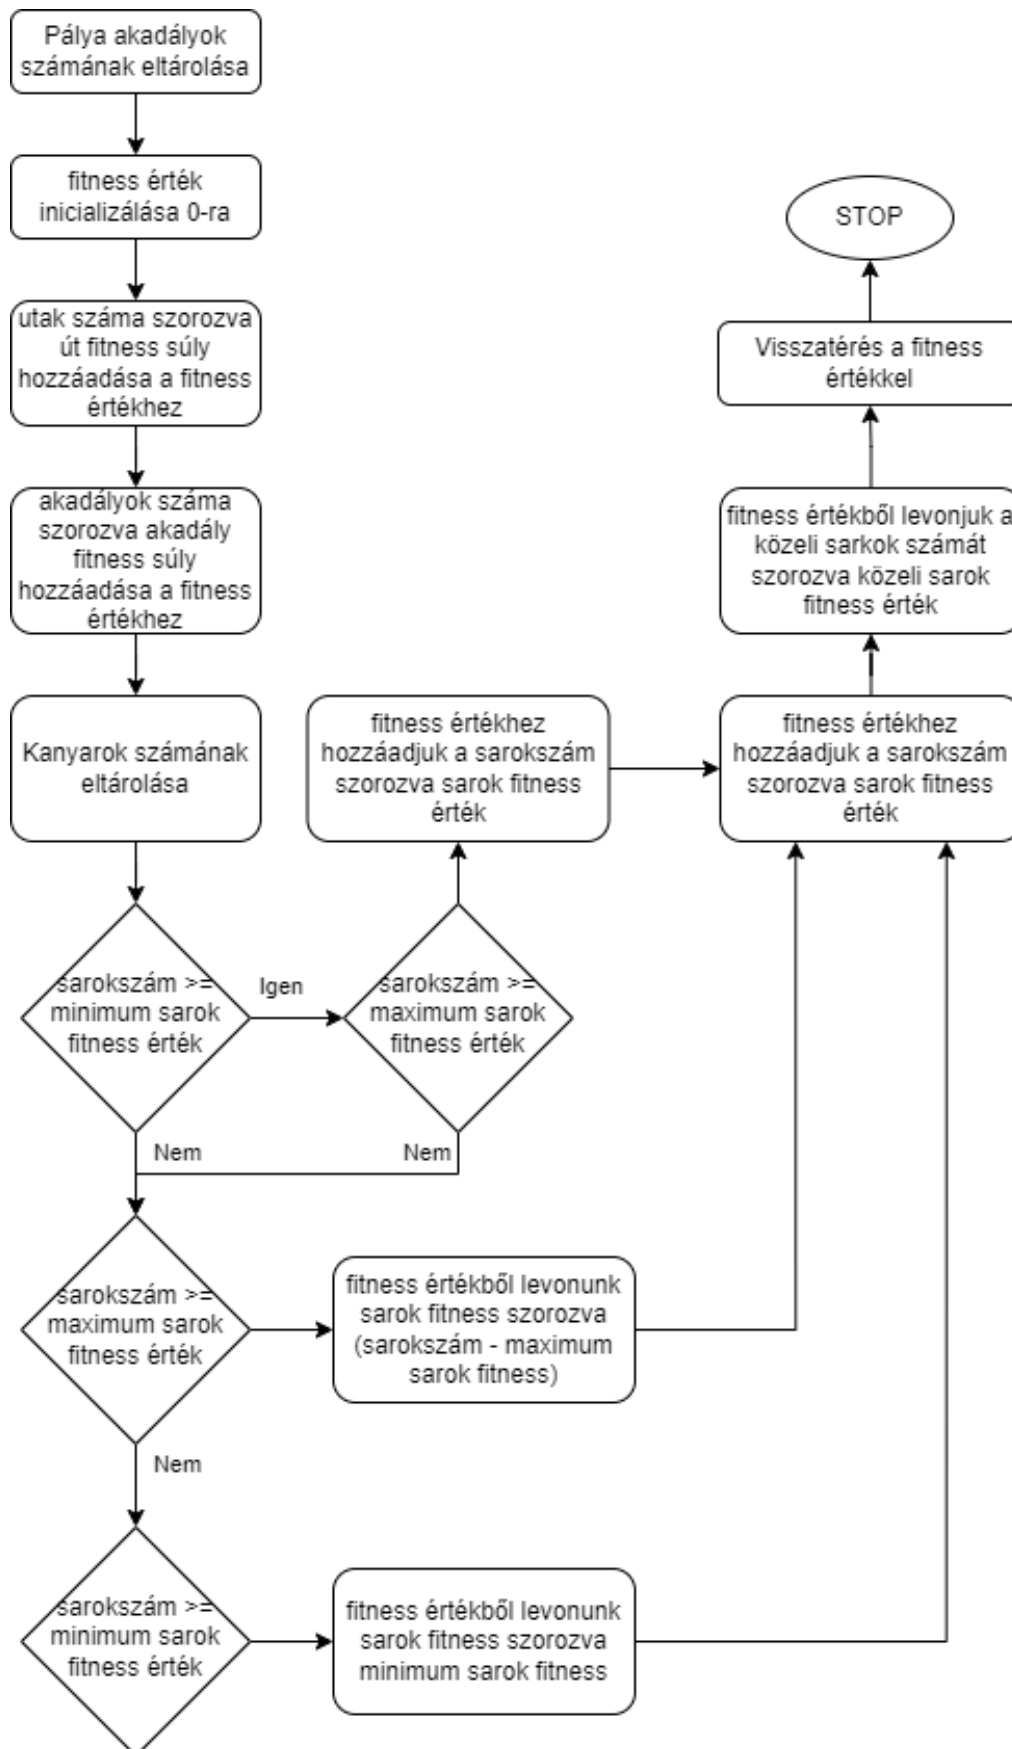 Pálya akadályok
számának eltárolása
fitness érték
inicializálása 0-ra
utak száma szorozva
út fitness súly
hozzáadása a fitness
értékhez
akadályok száma
szorozva akadály
fitness súly
hozzáadása a fitness
értékhez
Kanyarok számának
eltárolása
sarokszám >=
minimum sarok
fitness érték
Igen
Nem
sarokszám >=
maximum sarok
fitness érték
Nem
fitness értékhez
hozzáadjuk a sarokszám
szorozva sarok fitness
érték
sarokszám >=
maximum sarok
fitness érték
Nem
fitness értékből levonunk
sarok fitness szorozva
(sarokszám - maximum
sarok fitness)
sarokszám >=
minimum sarok
fitness érték
fitness értékből levonunk
sarok fitness szorozva
minimum sarok fitness
fitness értékhez
hozzáadjuk a sarokszám
szorozva sarok fitness
érték
fitness értékből levonjuk a
közeli sarkok számát
szorozva közeli sarok
fitness érték
Visszatérés a fitness
értékkel
STOP